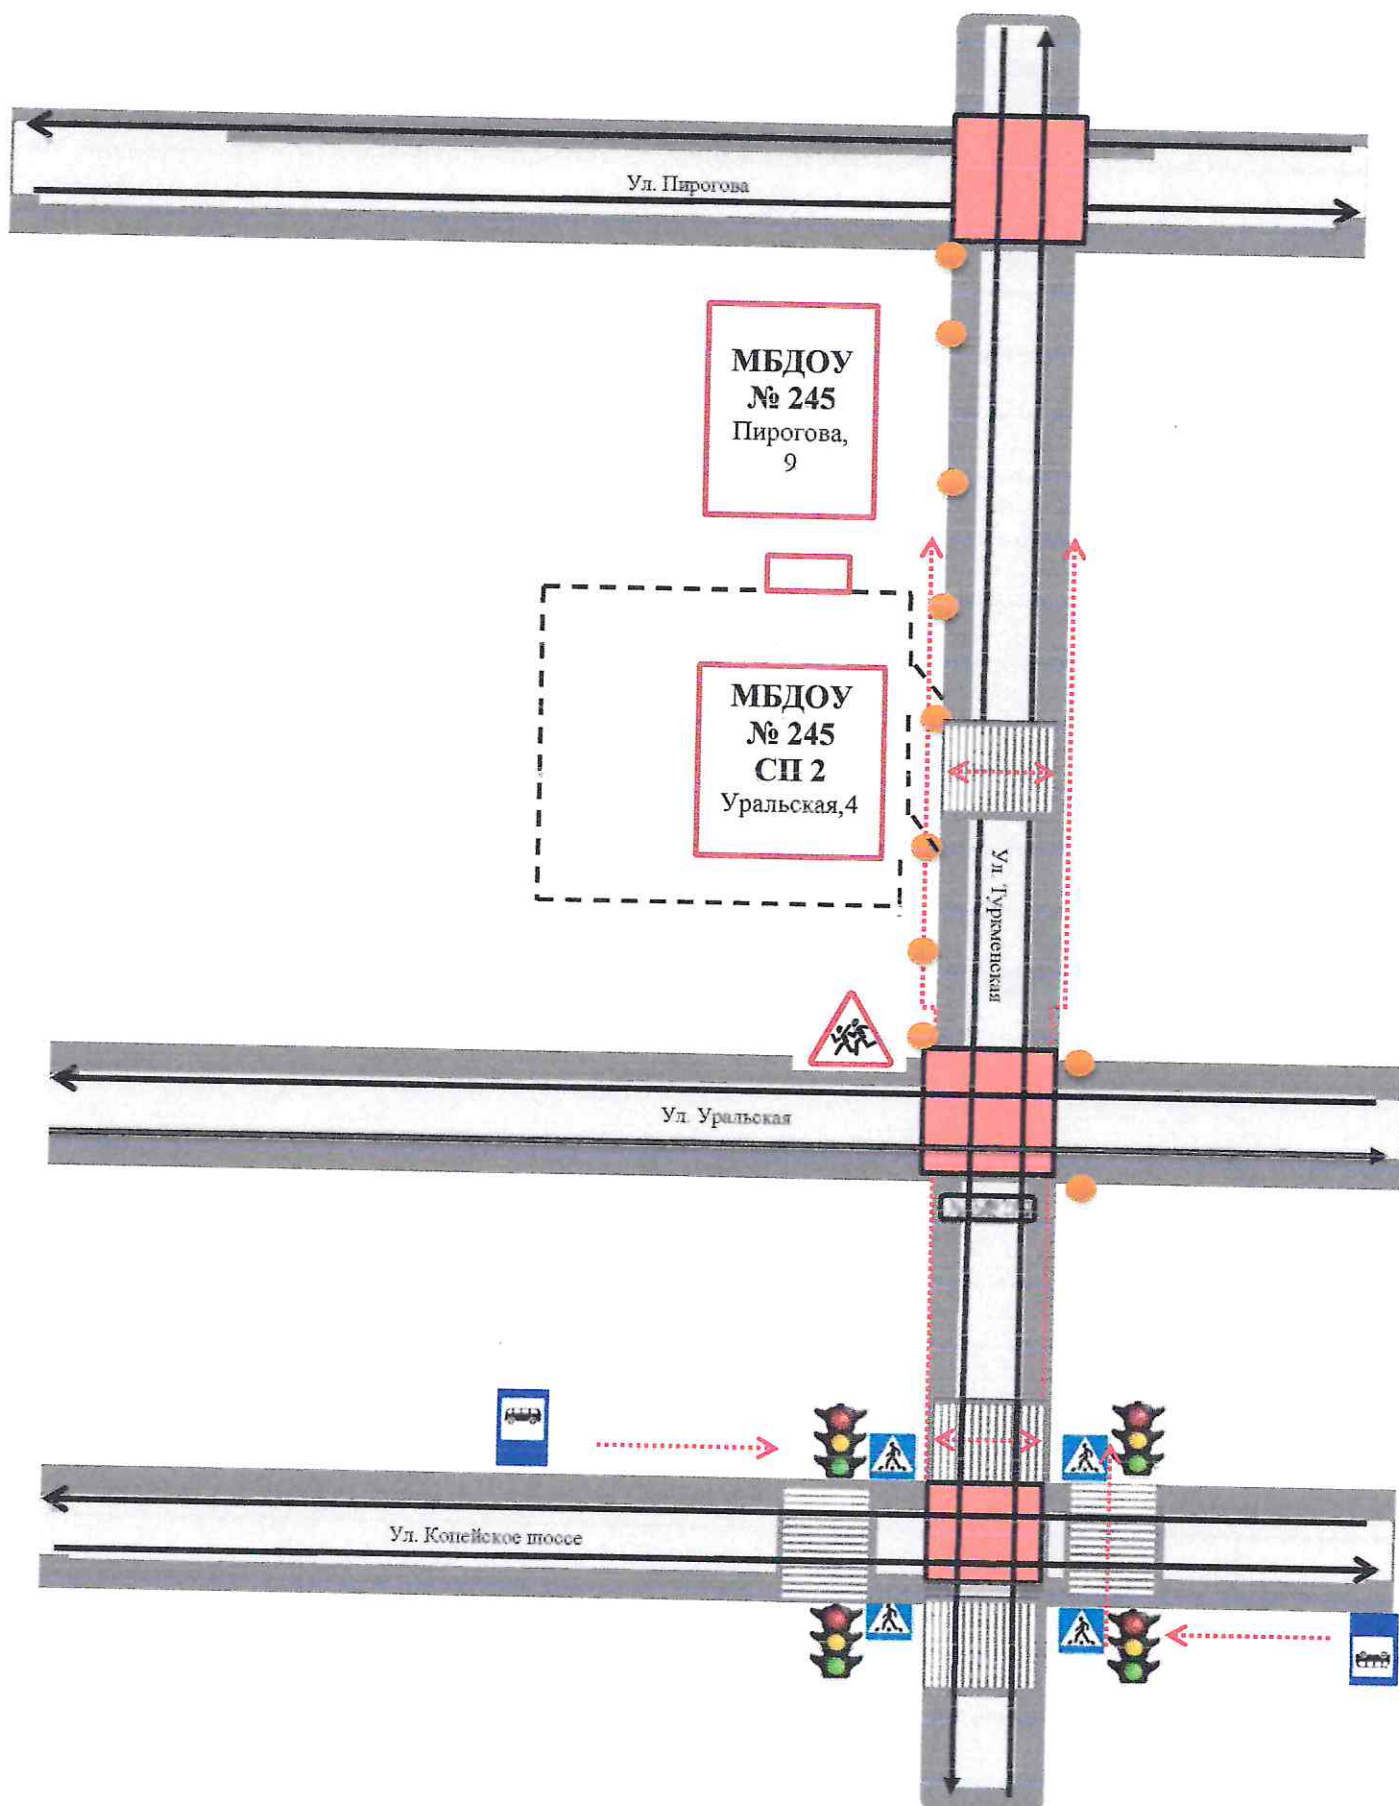 Ул. Пирогова
МБДОУ
№ 245
Пирогова,
9
МБДОУ
№ 245
СП 2
Уральская,4
Ул. Туркменская
Ул. Уральская
Ул. Копейское шоссе